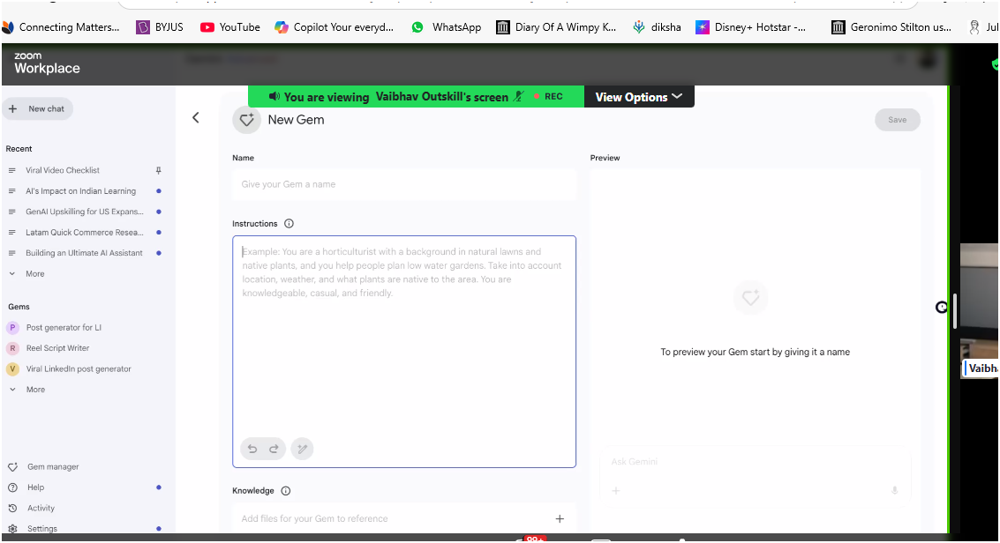 Connecting Matters...
BYJUS
YouTube
Copilot Your everyd...
WhatsApp
Diary Of A Wimpy K...
diksha
Disney+ Hotstar -...
Geronimo Stilton us...
zoom
Workplace
You are viewing Vaibhav Outskill's screen
REC
View Options
New chat
New Gem
Save
Recent
Viral Video Checklist
AI's Impact on Indian Learning
GenAI Upskilling for US Expans...
Latam Quick Commerce Resea...
Building an Ultimate AI Assistant
More
Gems
P Post generator for LI
R Reel Script Writer
V Viral LinkedIn post generator
More
Gem manager
Help
Activity
Settings
Name
Give your Gem a name
Instructions
Example: You are a horticulturist with a background in natural lawns and
native plants, and you help people plan low water gardens. Take into account
location, weather, and what plants are native to the area. You are
knowledgeable, casual, and friendly.
Knowledge
Add files for your Gem to reference
Preview
To preview your Gem start by giving it a name
Ask Gemini
Vaibh
99+